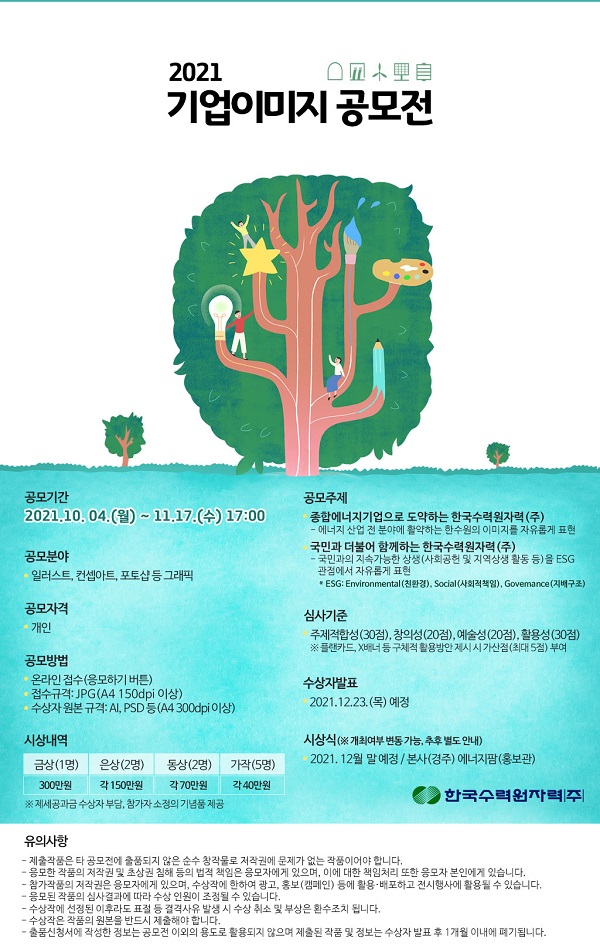 2021
기업이미지 공모전
공모기간
2021.10. 04.(월) ~ 11.17.(수) 17:00
공모분야
일러스트, 컨셉아트, 포토샵 등 그래픽
공모자격
개인
공모방법
온라인 접수(응모하기 버튼)
접수규격: JPG(A4 150dpi 이상)
수상자 원본 규격: AI, PSD 등(A4 300dpi이상)
시상내역
금상(1명) 은상(2명) 동상(2명) 가작(5명)
300만원 각 150만원 각 70만원 각 40만원
※ 제세공과금 수상자 부담, 참가자 소정의 기념품 제공
공모주제
종합에너지기업으로 도약하는 한국수력원자력(주)
- 에너지 산업 전 분야에 활약하는 한수원의 이미지를 자유롭게 표현
국민과 더불어 함께하는 한국수력원자력(주)
- 국민과의 지속가능한 상생(사회공헌 및 지역상생 활동 등)을 ESG
관점에서 자유롭게 표현
* ESG: Environmental(친환경), Social(사회적책임), Govemance(지배구조)
심사기준
주제적합성(30점), 창의성(20점), 예술성(20점), 활용성(30점)
※ 플랜카드, X배너 등 구체적 활용방안 제시 시 가산점(최대 5점) 부여
수상자발표
2021.12.23.(목) 예정
시상식(※ 개최여부 변동 가능, 추후 별도 안내)
2021. 12월 말 예정 / 본사(경주) 에너지팜(홍보관)
한국수력원자력(주)
유의사항
- 제출작품은 타 공모전에 출품되지 않은 순수 창작물로 저작권에 문제가 없는 작품이어야 합니다.
- 응모한 작품의 저작권 및 초상권 침해 등의 법적 책임은 응모자에게 있으며, 이에 대한 책임처리 또한 응모자 본인에게 있습니다.
- 참가작품의 저작권은 응모자에게 있으며, 수상작에 한하여 광고, 홍보(캠페인) 등에 활용·배포하고 전시행사에 활용될 수 있습니다.
- 응모된 작품의 심사결과에 따라 수상 인원이 조정될 수 있습니다.
- 수상작에 선정된 이후라도 표절 등 결격사유 발생 시 수상 취소 및 부상은 환수조치 됩니다.
- 수상작은 작품의 원본을 반드시 제출해야 합니다.
- 출품신청서에 작성한 정보는 공모전 이외의 용도로 활용되지 않으며 제출된 작품 및 정보는 수상자 발표 후 1개월 이내에 폐기됩니다.